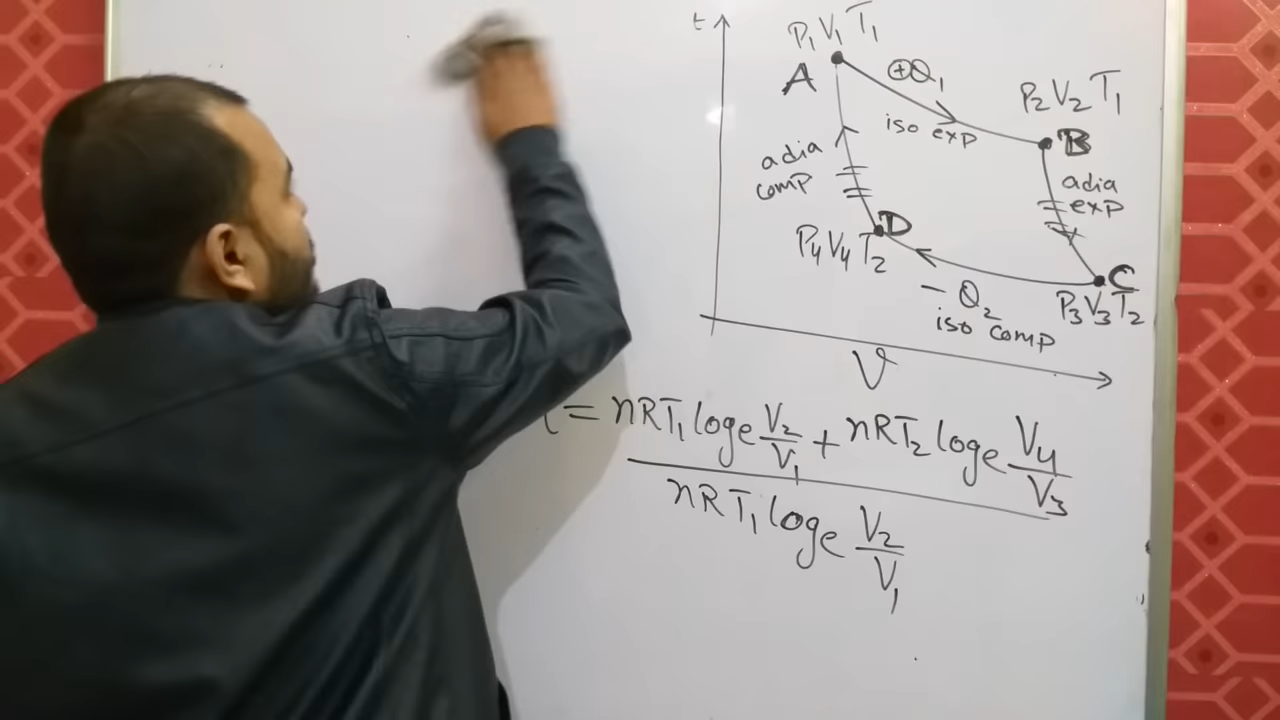 t
P₁V₁T₁
A
⊕Q₁
iso exp
P₂V₂T₁
B
adia
comp
adia
exp
D
P₄V₄T₂
C
P₃V₃T₂
− Q₂
iso comp
V
= nRT₁ logₑ V₂/V₁ + nRT₂ logₑ V₄/V₃
nRT₁ logₑ V₂/V₁